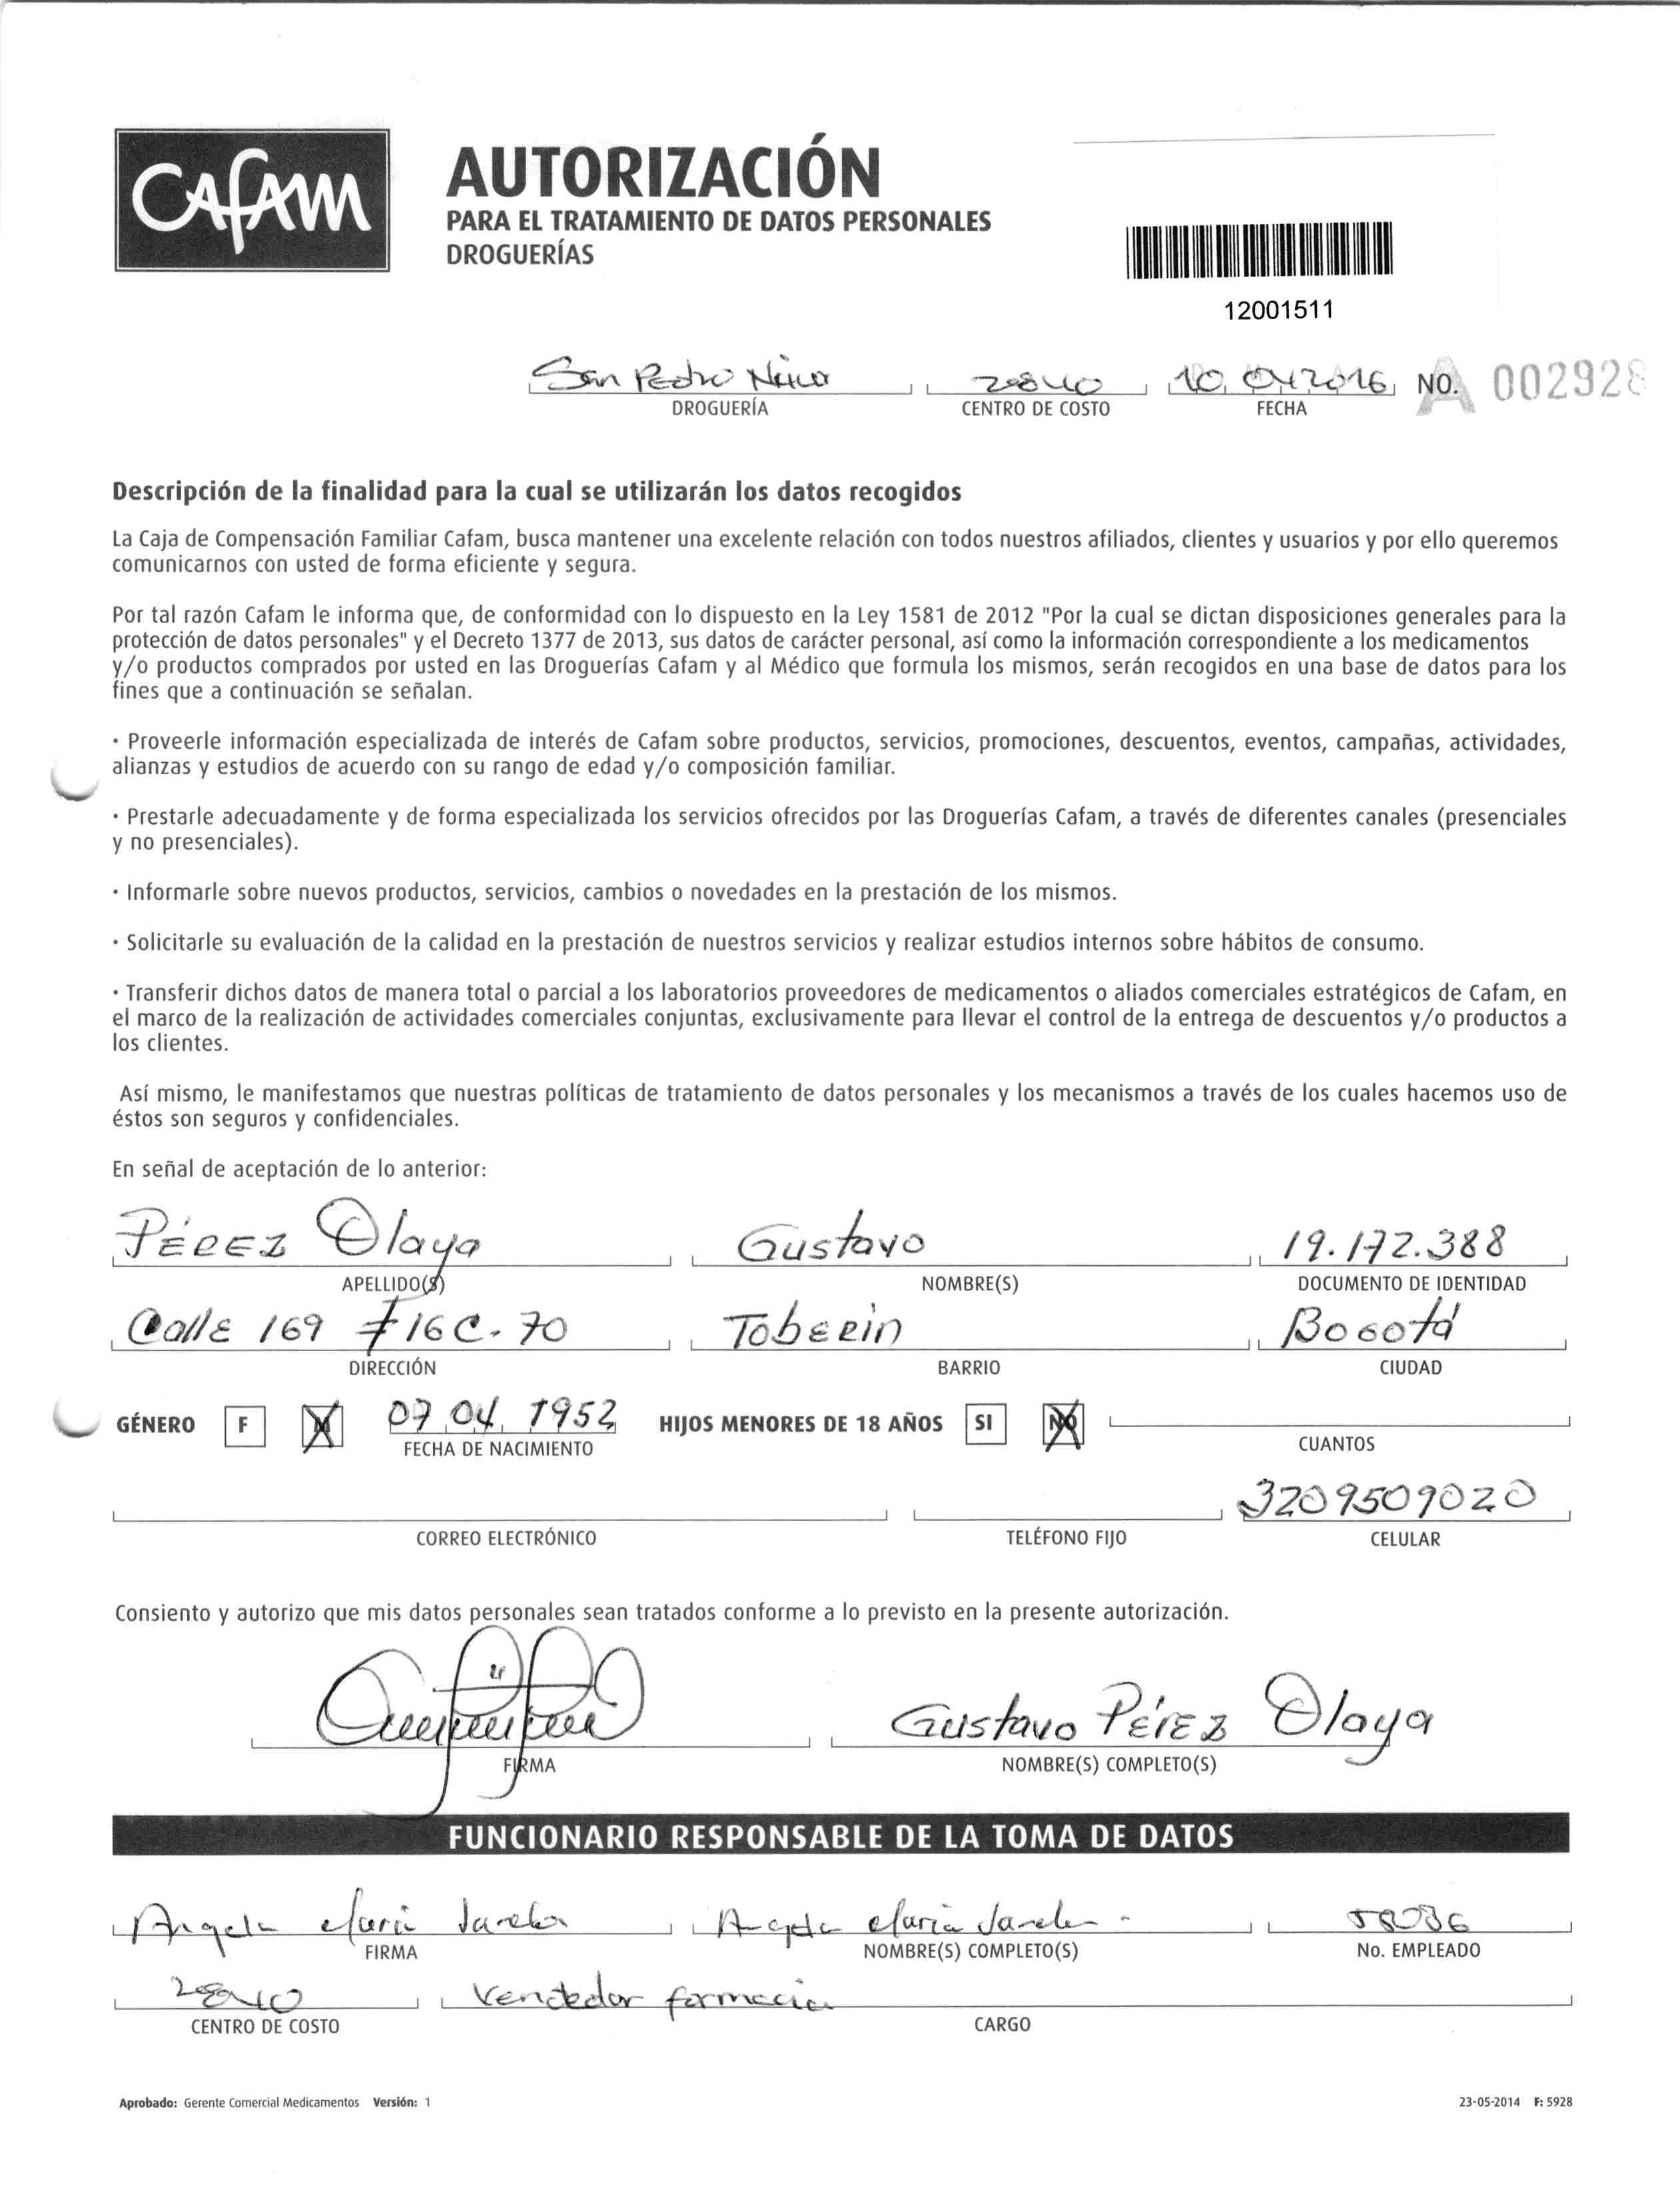 Cafam
AUTORIZACIÓN
PARA EL TRATAMIENTO DE DATOS PERSONALES
DROGUERÍAS
12001511
San Pedro 10 04 2016 NO. A 002928
DROGUERÍA CENTRO DE COSTO FECHA
Descripción de la finalidad para la cual se utilizarán los datos recogidos
La Caja de Compensación Familiar Cafam, busca mantener una excelente relación con todos nuestros afiliados, clientes y usuarios y por ello queremos
comunicarnos con usted de forma eficiente y segura.
Por tal razón Cafam le informa que, de conformidad con lo dispuesto en la Ley 1581 de 2012 "Por la cual se dictan disposiciones generales para la
protección de datos personales" y el Decreto 1377 de 2013, sus datos de carácter personal, así como la información correspondiente a los medicamentos
y/o productos comprados por usted en las Droguerías Cafam y al Médico que formula los mismos, serán recogidos en una base de datos para los
fines que a continuación se señalan.
· Proveerle información especializada de interés de Cafam sobre productos, servicios, promociones, descuentos, eventos, campañas, actividades,
alianzas y estudios de acuerdo con su rango de edad y/o composición familiar.
· Prestarle adecuadamente y de forma especializada los servicios ofrecidos por las Droguerías Cafam, a través de diferentes canales (presenciales
y no presenciales).
· Informarle sobre nuevos productos, servicios, cambios o novedades en la prestación de los mismos.
· Solicitarle su evaluación de la calidad en la prestación de nuestros servicios y realizar estudios internos sobre hábitos de consumo.
· Transferir dichos datos de manera total o parcial a los laboratorios proveedores de medicamentos o aliados comerciales estratégicos de Cafam, en
el marco de la realización de actividades comerciales conjuntas, exclusivamente para llevar el control de la entrega de descuentos y/o productos a
los clientes.
Así mismo, le manifestamos que nuestras políticas de tratamiento de datos personales y los mecanismos a través de los cuales hacemos uso de
éstos son seguros y confidenciales.
En señal de aceptación de lo anterior:
Pérez Olaya Gustavo 19.172.388
APELLIDO(S) NOMBRE(S) DOCUMENTO DE IDENTIDAD
Calle 169 #16C-70 Toberin Bogotá
DIRECCIÓN BARRIO CIUDAD
GÉNERO F M 07 04 1952 HIJOS MENORES DE 18 AÑOS SI NO
FECHA DE NACIMIENTO CUANTOS
3209509020
CORREO ELECTRÓNICO TELÉFONO FIJO CELULAR
Consiento y autorizo que mis datos personales sean tratados conforme a lo previsto en la presente autorización.
Gustavo Pérez Olaya
FIRMA NOMBRE(S) COMPLETO(S)
FUNCIONARIO RESPONSABLE DE LA TOMA DE DATOS
Angela Maria Angela Maria
FIRMA NOMBRE(S) COMPLETO(S) No. EMPLEADO
Vendedor farmacia
CENTRO DE COSTO CARGO
Aprobado: Gerente Comercial Medicamentos Versión: 1 23-05-2014 F: 5928